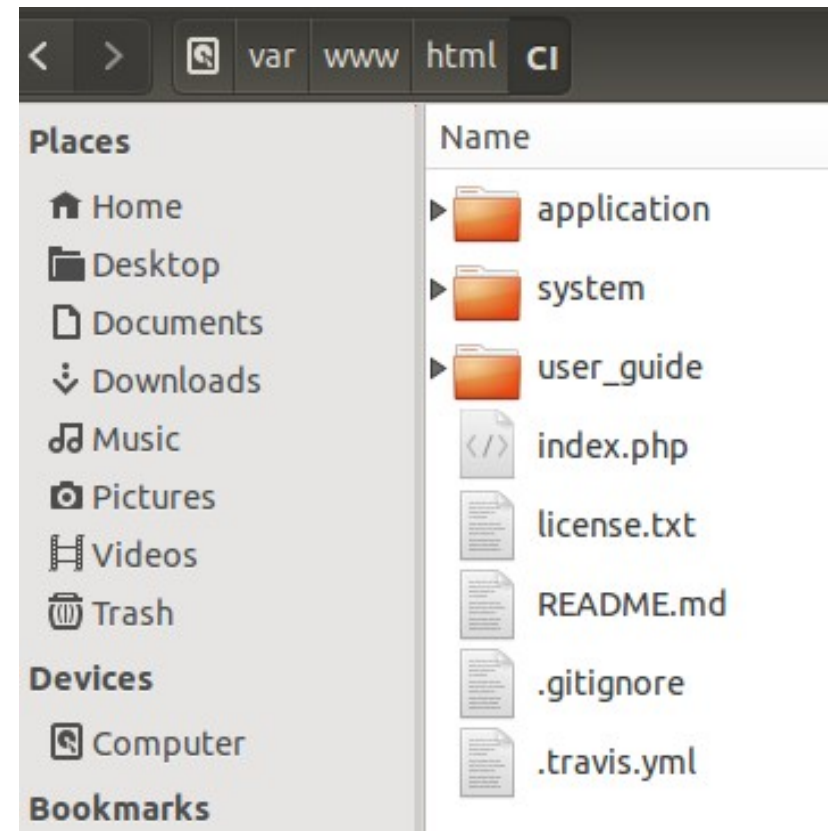 var www html CI
Places
Home
Desktop
Documents
Downloads
Music
Pictures
Videos
Trash
Devices
Computer
Bookmarks
Name
application
system
user_guide
index.php
license.txt
README.md
.gitignore
.travis.yml